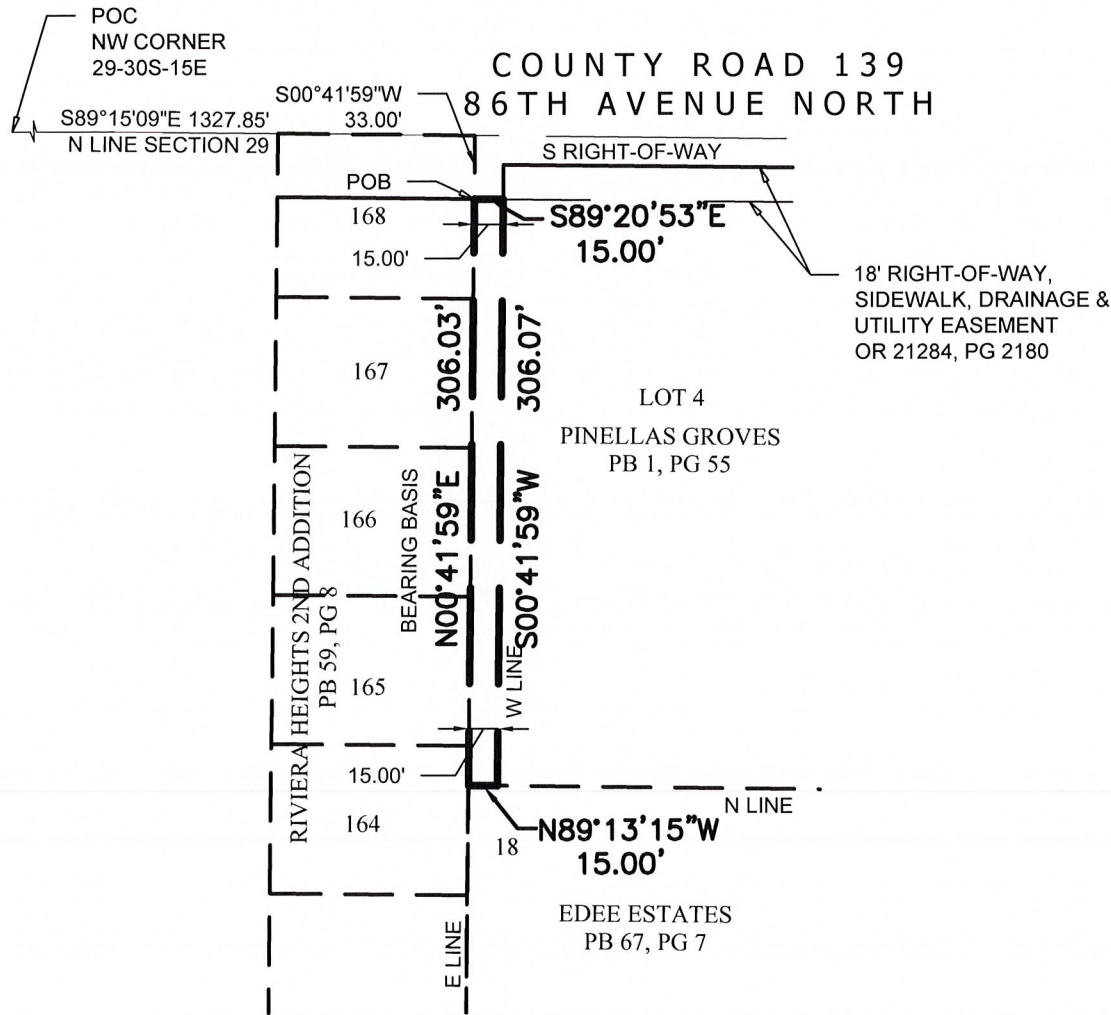 POC
NW CORNER
29-30S-15E
COUNTY ROAD 139
86TH AVENUE NORTH
S89°15'09"E 1327.85'
N LINE SECTION 29
S00°41'59"W
33.00'
S RIGHT-OF-WAY
POB
168
15.00'
S89°20'53"E
15.00'
18' RIGHT-OF-WAY,
SIDEWALK, DRAINAGE &
UTILITY EASEMENT
OR 21284, PG 2180
167
306.03'
306.07'
LOT 4
PINELLAS GROVES
PB 1, PG 55
RIVIERA HEIGHTS 2ND ADDITION
PB 59, PG 8
166
BEARING BASIS
N00°41'59"E
S00°41'59"W
165
W LINE
15.00'
164
N LINE
18
N89°13'15"W
15.00'
EDEE ESTATES
PB 67, PG 7
E LINE